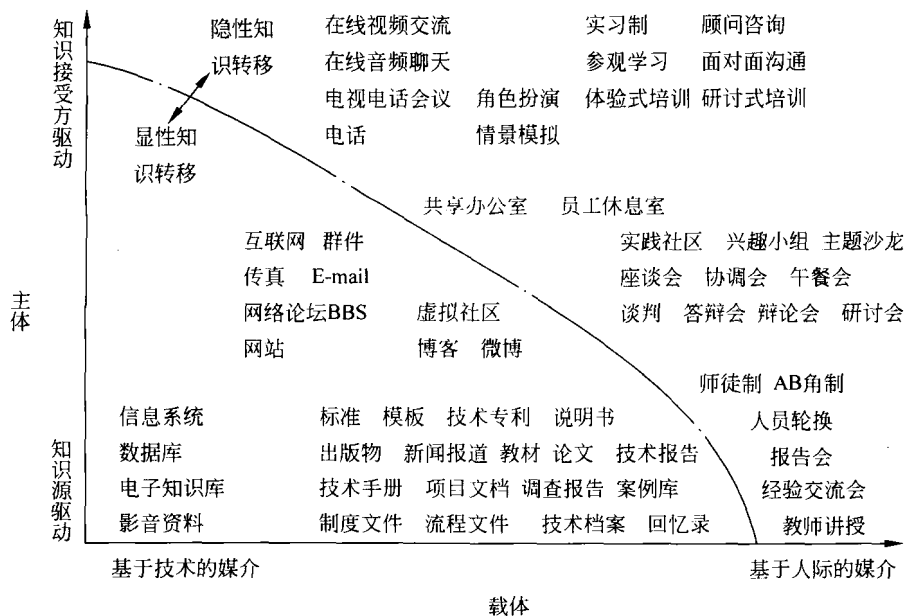 知识接受方驱动
主体
知识源驱动
隐性知
识转移
显性知
识转移
在线视频交流 实习制 顾问咨询
在线音频聊天 参观学习 面对面沟通
电视电话会议 角色扮演 体验式培训 研讨式培训
电话 情景模拟
共享办公室 员工休息室
互联网 群件 实践社区 兴趣小组 主题沙龙
传真 E-mail 座谈会 协调会 午餐会
网络论坛BBS 虚拟社区 谈判 答辩会 辩论会 研讨会
网站 博客 微博
师徒制 AB角制
信息系统 标准 模板 技术专利 说明书 人员轮换
数据库 出版物 新闻报道 教材 论文 技术报告 报告会
电子知识库 技术手册 项目文档 调查报告 案例库 经验交流会
影音资料 制度文件 流程文件 技术档案 回忆录 教师讲授
基于技术的媒介 基于人际的媒介
载体